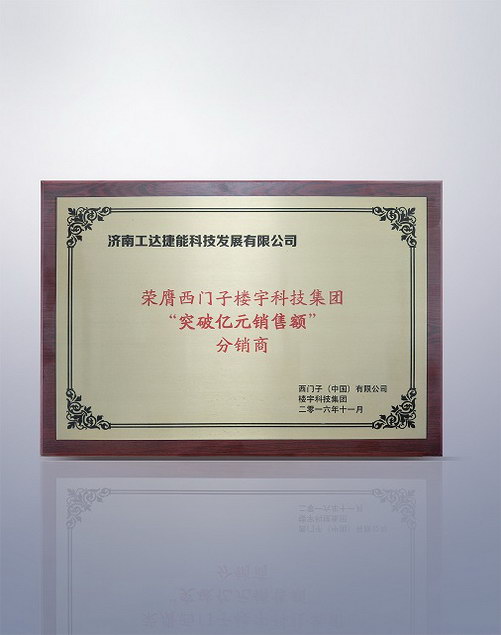 济南工达捷能科技发展有限公司
荣膺西门子楼宇科技集团
“突破亿元销售额”
分销商
西门子（中国）有限公司
楼宇科技集团
二零一六年十一月